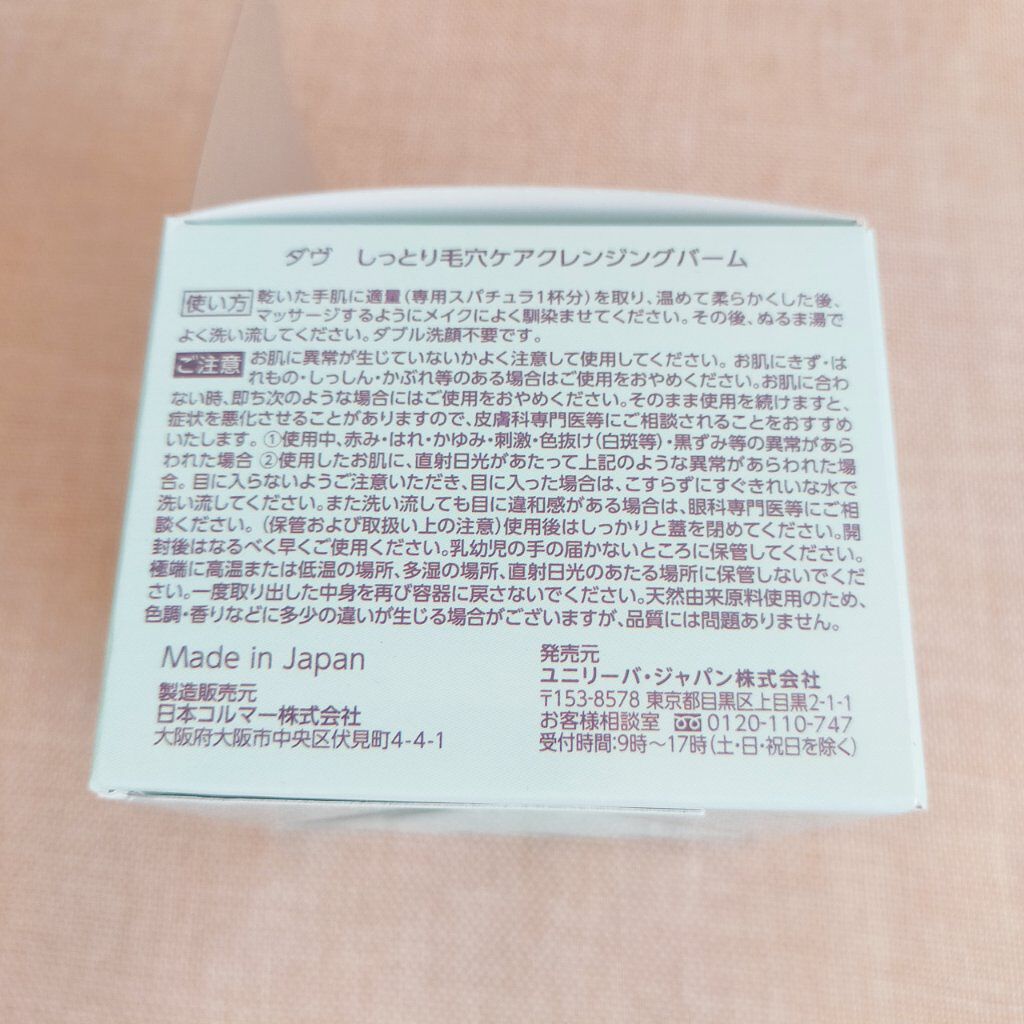 ダヴ しっとり毛穴ケアクレンジングバーム
使い方 乾いた手肌に適量(専用スパチュラ1杯分)を取り、温めて柔らかくした後、
マッサージするようにメイクによく馴染ませてください。その後、ぬるま湯で
よく洗い流してください。ダブル洗顔不要です。
ご注意 お肌に異常が生じていないかよく注意して使用してください。お肌にきず・は
れもの・しっしん・かぶれ等のある場合はご使用をおやめください。お肌に合わ
ない時、即ち次のような場合にはご使用をおやめください。そのまま使用を続けますと、
症状を悪化させることがありますので、皮膚科専門医等にご相談されることをおすすめ
いたします。①使用中、赤み・はれ・かゆみ・刺激・色抜け(白斑等)・黒ずみ等の異常があら
われた場合 ②使用したお肌に、直射日光があたって上記のような異常があらわれた場
合。目に入らないようご注意いただき、目に入った場合は、こすらずにすぐきれいな水で
洗い流してください。また洗い流しても目に違和感がある場合は、眼科専門医等にご相
談ください。(保管および取扱い上の注意)使用後はしっかりと蓋を閉めてください。開
封後はなるべく早くご使用ください。乳幼児の手の届かないところに保管してください。
極端に高温または低温の場所、多湿の場所、直射日光のあたる場所に保管しないでくだ
さい。一度取り出した中身を再び容器に戻さないでください。天然由来原料使用のため、
色調・香りなどに多少の違いが生じる場合がございますが、品質には問題ありません。
Made in Japan
製造販売元
日本コルマー株式会社
大阪府大阪市中央区伏見町4-4-1
発売元
ユニリーバ・ジャパン株式会社
〒153-8578 東京都目黒区上目黒2-1-1
お客様相談室 0120-110-747
受付時間:9時～17時(土・日・祝日を除く)